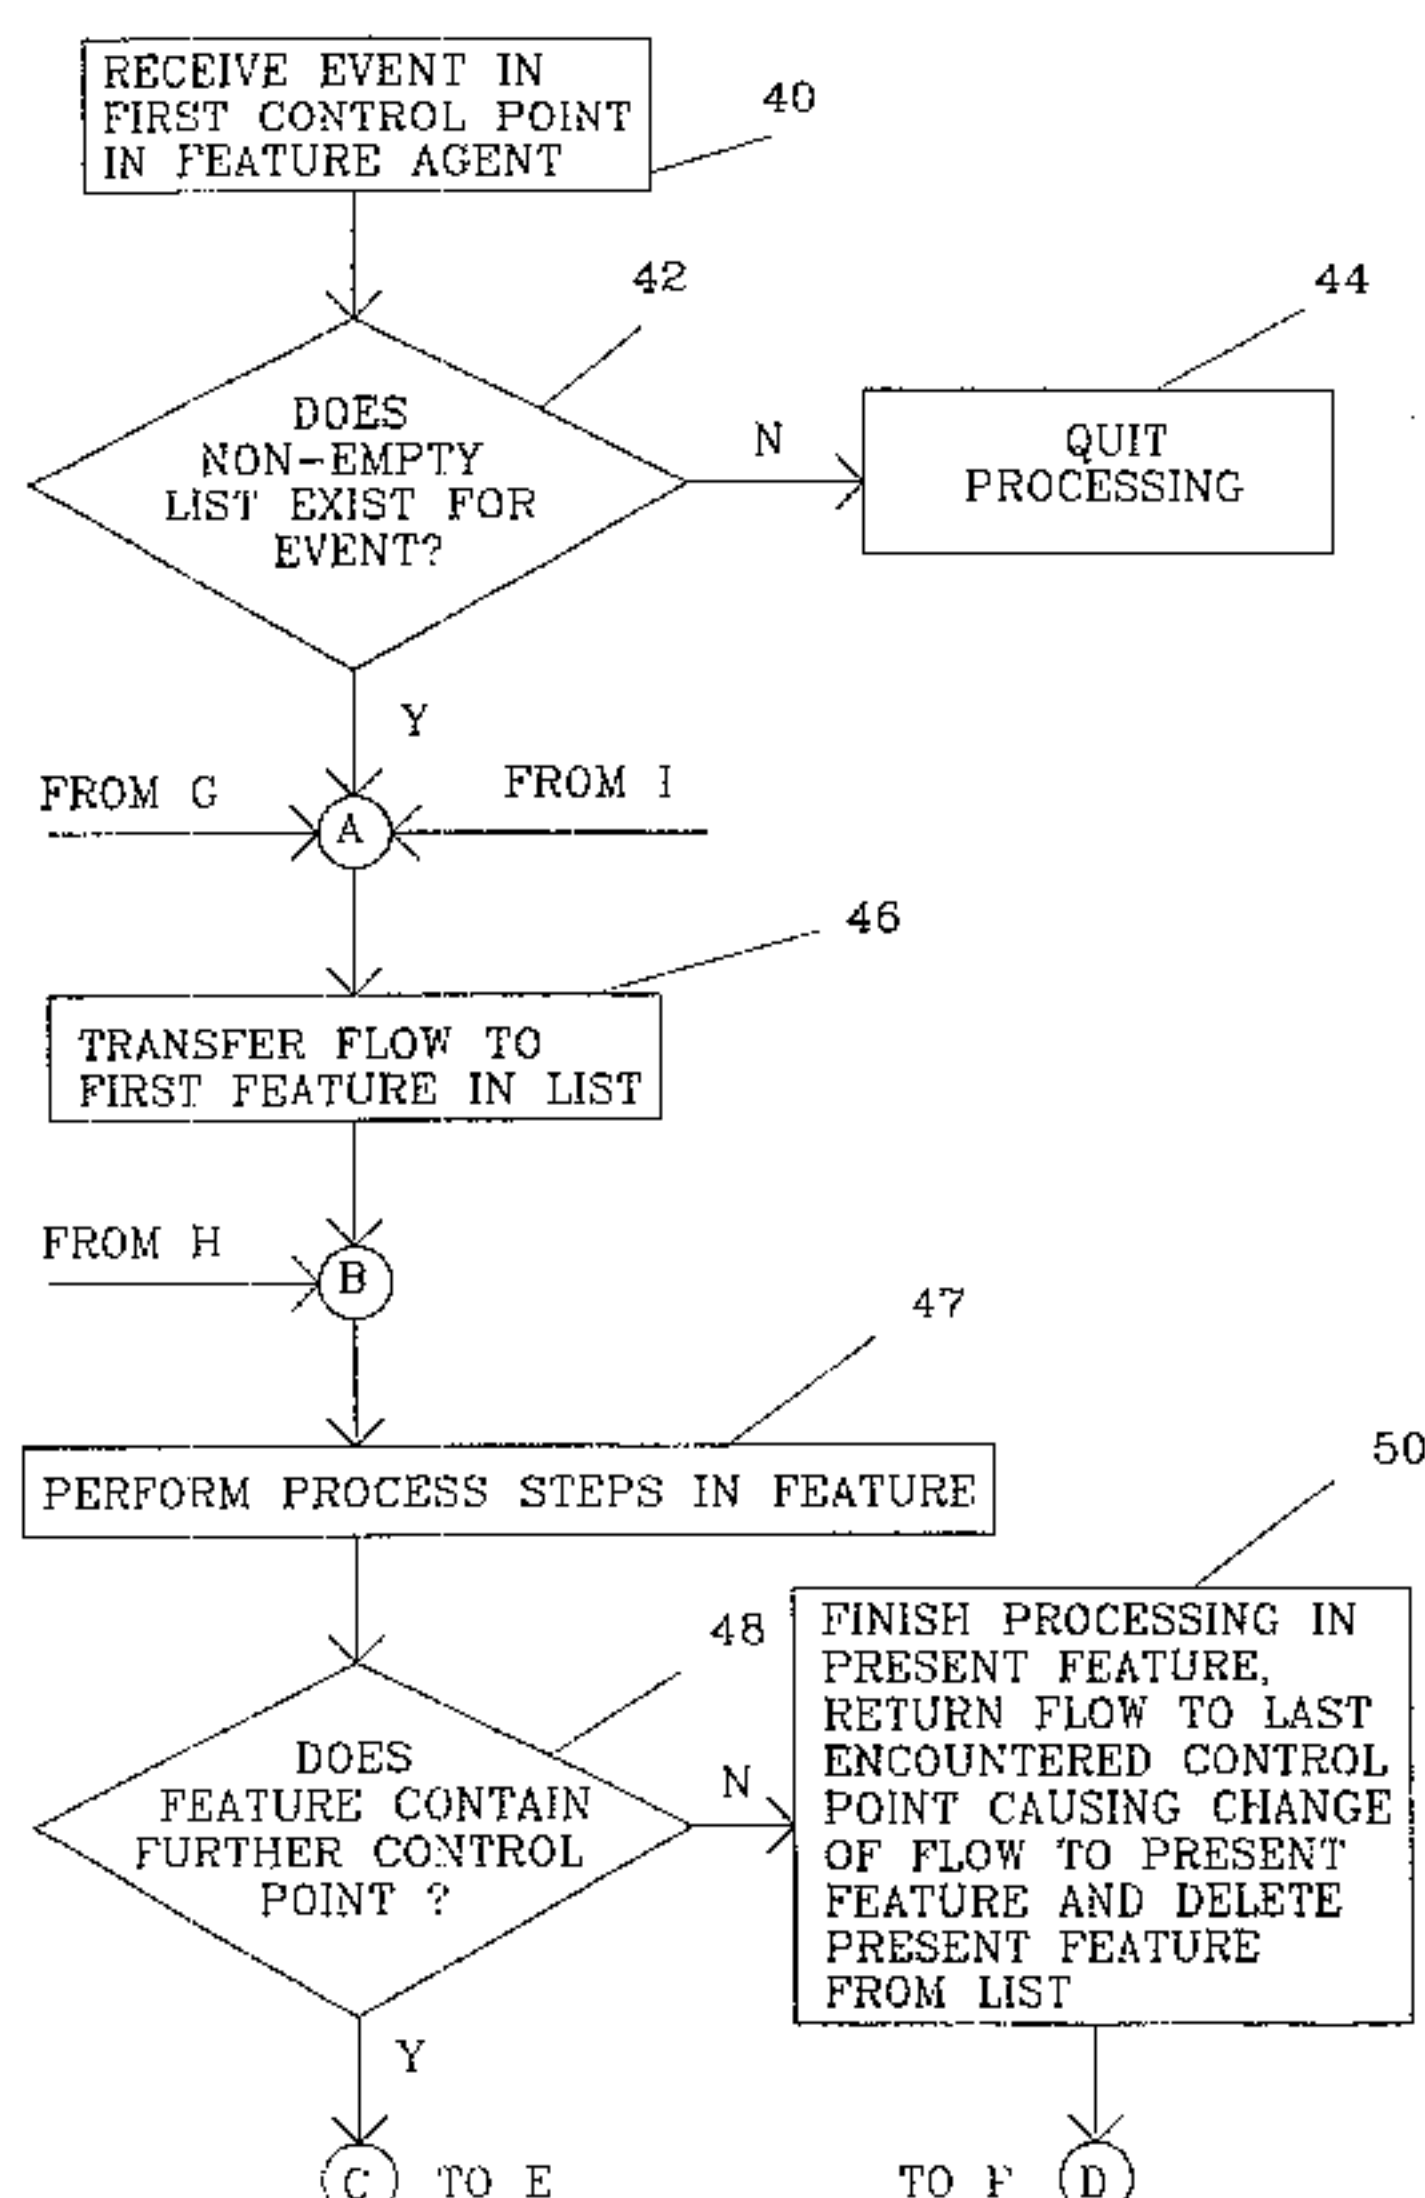 RECEIVE EVENT IN
FIRST CONTROL POINT
IN FEATURE AGENT
40
42
44
DOES
NON-EMPTY
LIST EXIST FOR
EVENT?
N
QUIT
PROCESSING
Y
FROM G
FROM I
A
46
TRANSFER FLOW TO
FIRST FEATURE IN LIST
FROM H
B
47
PERFORM PROCESS STEPS IN FEATURE
50
48
DOES
FEATURE CONTAIN
FURTHER CONTROL
POINT ?
N
FINISH PROCESSING IN
PRESENT FEATURE,
RETURN FLOW TO LAST
ENCOUNTERED CONTROL
POINT CAUSING CHANGE
OF FLOW TO PRESENT
FEATURE AND DELETE
PRESENT FEATURE
FROM LIST
Y
C TO E
TO F D